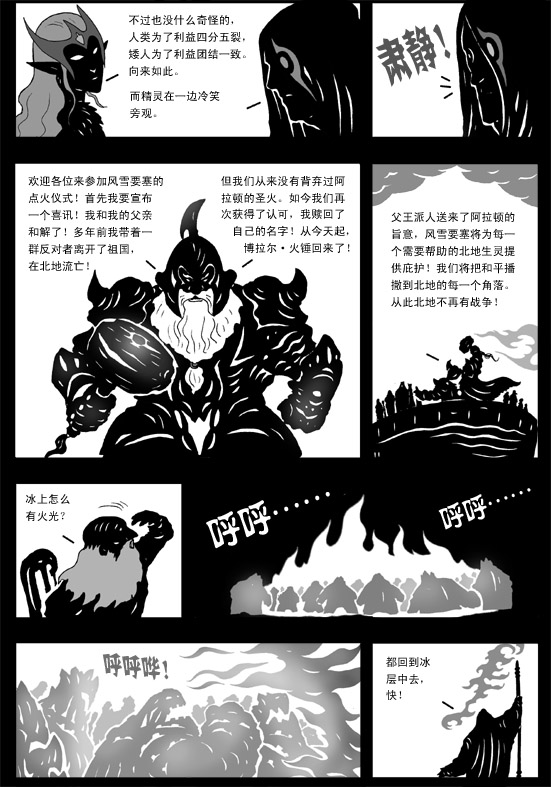 不过也没什么奇怪的，
人类为了利益四分五裂，
矮人为了利益团结一致。
向来如此。
而精灵在一边冷笑
旁观。
肃静！
欢迎各位来参加风雪要塞的
点火仪式！首先我要宣布
一个喜讯！我和我的父亲
和解了！多年前我带着一
群反对者离开了祖国，
在北地流亡！
但我们从来没有背弃过阿
拉顿的圣火。如今我们再
次获得了认可，我赎回了
自己的名字！从今天起，
博拉尔·火锤回来了！
父王派人送来了阿拉顿的
旨意，风雪要塞将为每一
个需要帮助的北地生灵提
供庇护！我们将把和平播
撒到北地的每一个角落。
从此北地不再有战争！
冰上怎么
有火光？
呼呼……
呼呼……
呼呼哗！
都回到冰
层中去，
快！